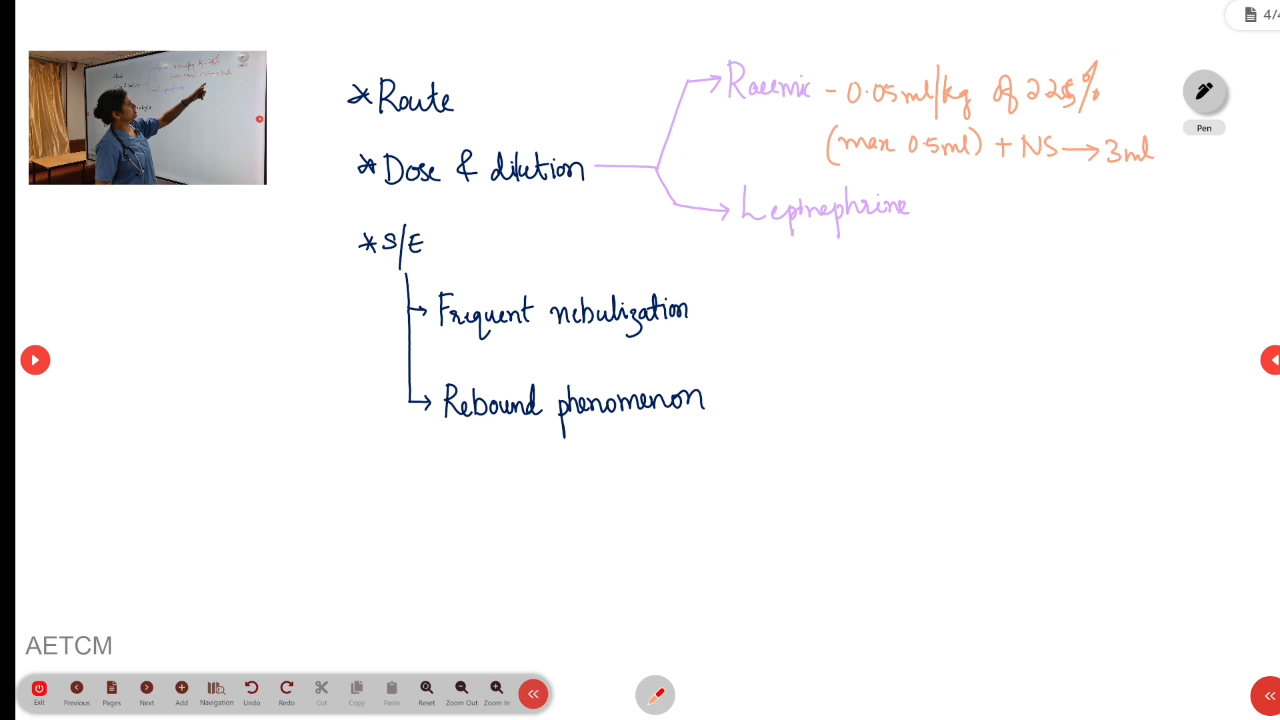 4/4
Pen
* Route
Racemic - 0.05ml/kg of 2.25%
(max 0.5ml) + NS → 3ml
* Dose & dilution
L epinephrine
* S/E
Frequent nebulization
Rebound phenomenon
AETCM
Exit Previous Pages Next Add Navigation Undo Redo Cut Copy Paste Reset Zoom Out Zoom In